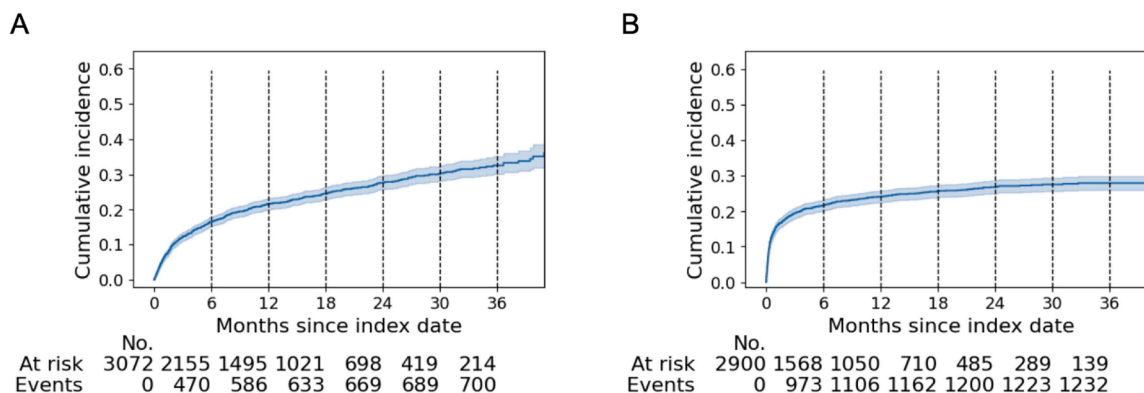 A
Cumulative incidence
0.6
0.5
0.4
0.3
0.2
0.1
0.0
0 6 12 18 24 30 36
Months since index date
No.
At risk 3072 2155 1495 1021 698 419 214
Events 0 470 586 633 669 689 700
B
Cumulative incidence
0.6
0.5
0.4
0.3
0.2
0.1
0.0
0 6 12 18 24 30 36
Months since index date
No.
At risk 2900 1568 1050 710 485 289 139
Events 0 973 1106 1162 1200 1223 1232